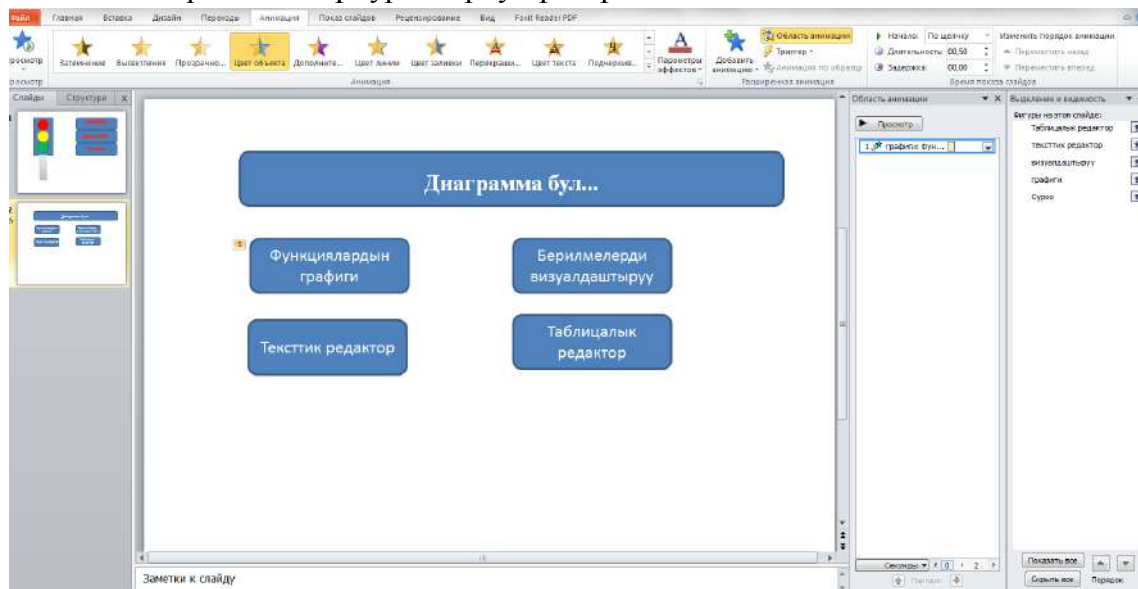 Файл Главная Вставка Дизайн Переходы Анимация Показ слайдов Рецензирование Вид Foxit Reader PDF
Затемнение Высветление Прозрачно... Цвет объекта Дополните... Цвет линии Цвет заливки Перекраши... Цвет текста Подчеркив...
Параметры эффектов
Добавить анимацию
Область анимации
Триггер
Анимация по образцу
Начало: По щелчку
Длительность: 00,50
Задержка: 00,00
Изменить порядок анимации
Переместить назад
Переместить вперед
Анимация
Расширенная анимация
Время показа слайдов
Слайды Структура
Диаграмма бул...
Функциялардын
графиги
Берилмелерди
визуалдаштыруу
Тексттик редактор
Таблицалык
редактор
Заметки к слайду
Область анимации
Просмотр
графиги: Фун...
Секунды 0 2
Порядок
Выделение и видимость
Фигуры на этом слайде:
Таблицалык редактор
тексттик редактор
визуалдаштыруу
графиги
Суроо
Показать все
Скрыть все Порядок